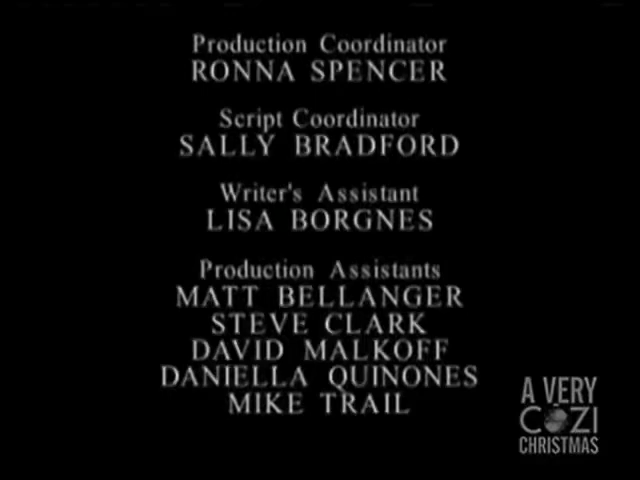 Production Coordinator
RONNA SPENCER
Script Coordinator
SALLY BRADFORD
Writer's Assistant
LISA BORGNES
Production Assistants
MATT BELLANGER
STEVE CLARK
DAVID MALKOFF
DANIELLA QUINONES
MIKE TRAIL
A VERY
COZI
CHRISTMAS